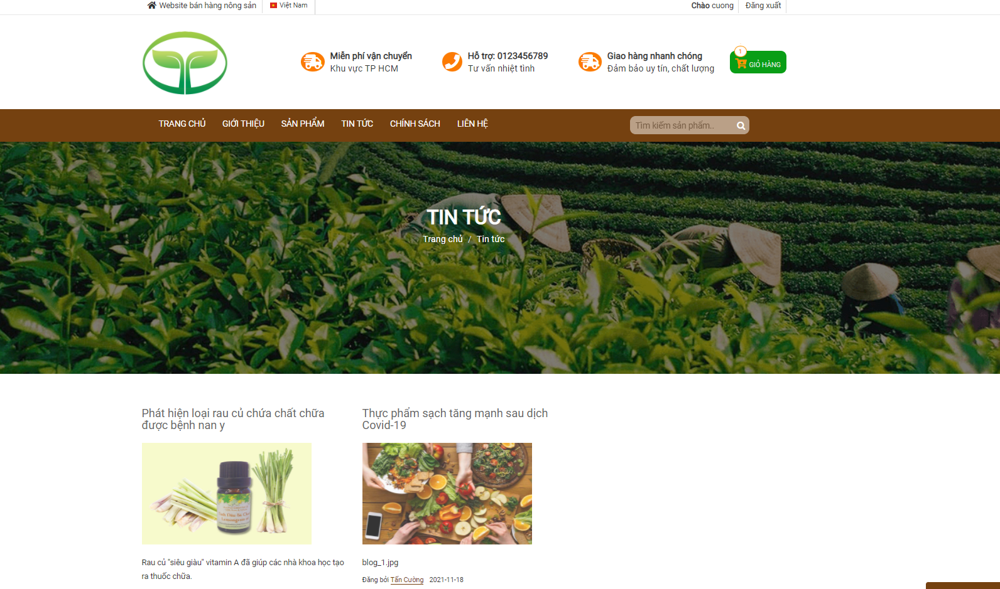 Website bán hàng nông sản
Việt Nam
Chào cuong
Đăng xuất
Miễn phí vận chuyển
Khu vực TP HCM
Hỗ trợ: 0123456789
Tư vấn nhiệt tình
Giao hàng nhanh chóng
Đảm bảo uy tín, chất lượng
1
GIỎ HÀNG
TRANG CHỦ
GIỚI THIỆU
SẢN PHẨM
TIN TỨC
CHÍNH SÁCH
LIÊN HỆ
Tìm kiếm sản phẩm..
TIN TỨC
Trang chủ / Tin tức
Phát hiện loại rau củ chứa chất chữa
được bệnh nan y
Rau củ "siêu giàu" vitamin A đã giúp các nhà khoa học tạo
ra thuốc chữa.
Thực phẩm sạch tăng mạnh sau dịch
Covid-19
blog_1.jpg
Đăng bởi Tấn Cường 2021-11-18